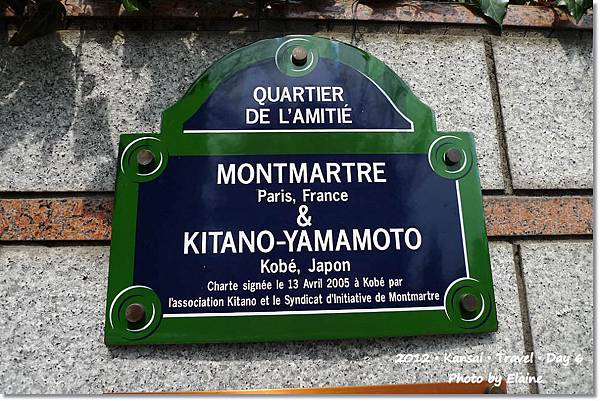 QUARTIER
DE L'AMITIÉ
MONTMARTRE
Paris, France
&
KITANO-YAMAMOTO
Kobé, Japon
Charte signée le 13 Avril 2005 à Kobé par
l'association Kitano et le Syndicat d'Initiative de Montmartre
2012・Kansai・Travel・Day 6
Photo by Elaine